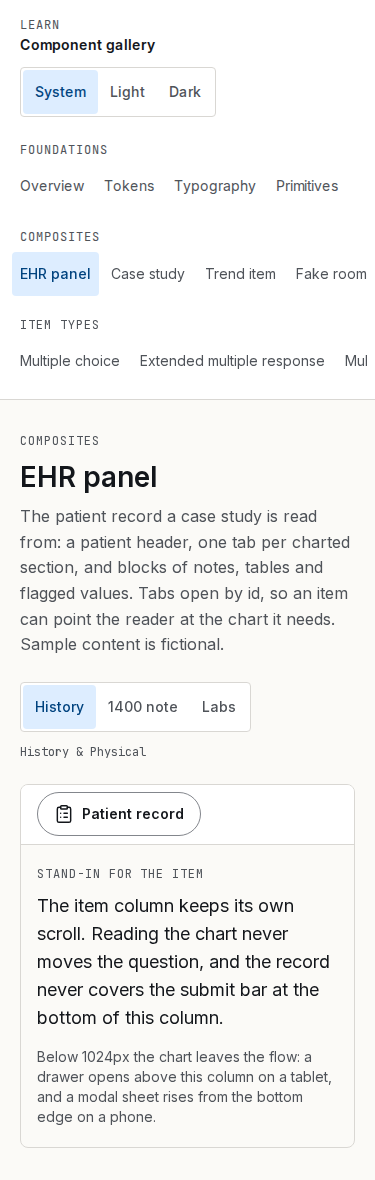 LEARN
Component gallery
System Light Dark
FOUNDATIONS
Overview Tokens Typography Primitives
COMPOSITES
EHR panel Case study Trend item Fake room
ITEM TYPES
Multiple choice Extended multiple response Mul
COMPOSITES
EHR panel
The patient record a case study is read
from: a patient header, one tab per charted
section, and blocks of notes, tables and
flagged values. Tabs open by id, so an item
can point the reader at the chart it needs.
Sample content is fictional.
History 1400 note Labs
History & Physical
Patient record
STAND-IN FOR THE ITEM
The item column keeps its own
scroll. Reading the chart never
moves the question, and the record
never covers the submit bar at the
bottom of this column.
Below 1024px the chart leaves the flow: a
drawer opens above this column on a tablet,
and a modal sheet rises from the bottom
edge on a phone.